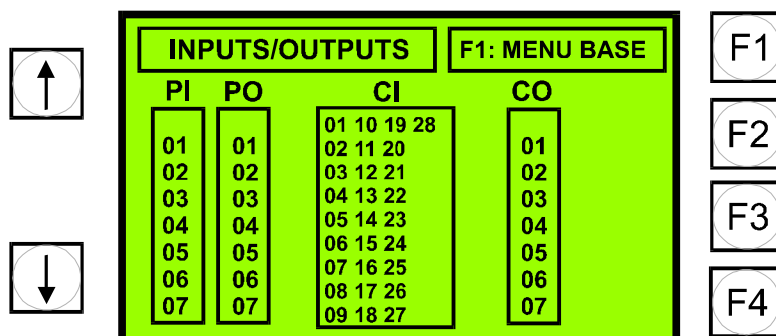 INPUTS/OUTPUTS F1: MENU BASE F1
PI PO CI CO
01 10 19 28
01 01 02 11 20 01 F2
02 02 03 12 21 02
03 03 04 13 22 03
04 04 05 14 23 04 F3
05 05 06 15 24 05
06 06 07 16 25 06
07 07 08 17 26 07 F4
09 18 27